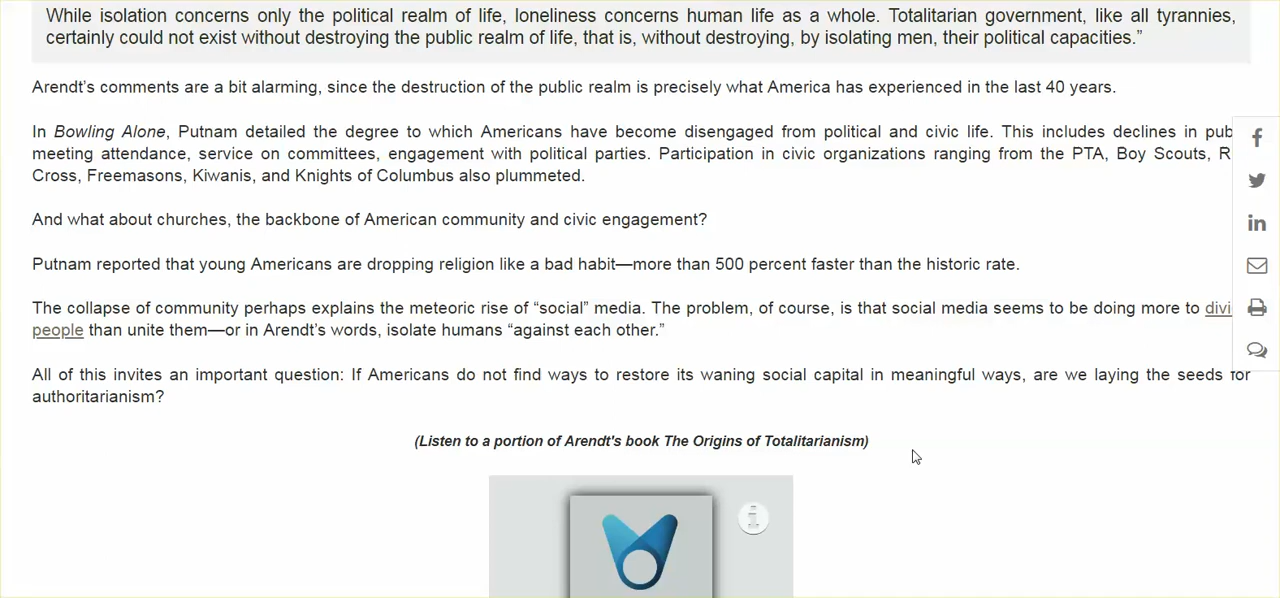 While isolation concerns only the political realm of life, loneliness concerns human life as a whole. Totalitarian government, like all tyrannies,
certainly could not exist without destroying the public realm of life, that is, without destroying, by isolating men, their political capacities.”
Arendt’s comments are a bit alarming, since the destruction of the public realm is precisely what America has experienced in the last 40 years.
In Bowling Alone, Putnam detailed the degree to which Americans have become disengaged from political and civic life. This includes declines in pub
meeting attendance, service on committees, engagement with political parties. Participation in civic organizations ranging from the PTA, Boy Scouts, R
Cross, Freemasons, Kiwanis, and Knights of Columbus also plummeted.
And what about churches, the backbone of American community and civic engagement?
Putnam reported that young Americans are dropping religion like a bad habit—more than 500 percent faster than the historic rate.
The collapse of community perhaps explains the meteoric rise of “social” media. The problem, of course, is that social media seems to be doing more to divi
people than unite them—or in Arendt’s words, isolate humans “against each other.”
All of this invites an important question: If Americans do not find ways to restore its waning social capital in meaningful ways, are we laying the seeds for
authoritarianism?
(Listen to a portion of Arendt's book The Origins of Totalitarianism)